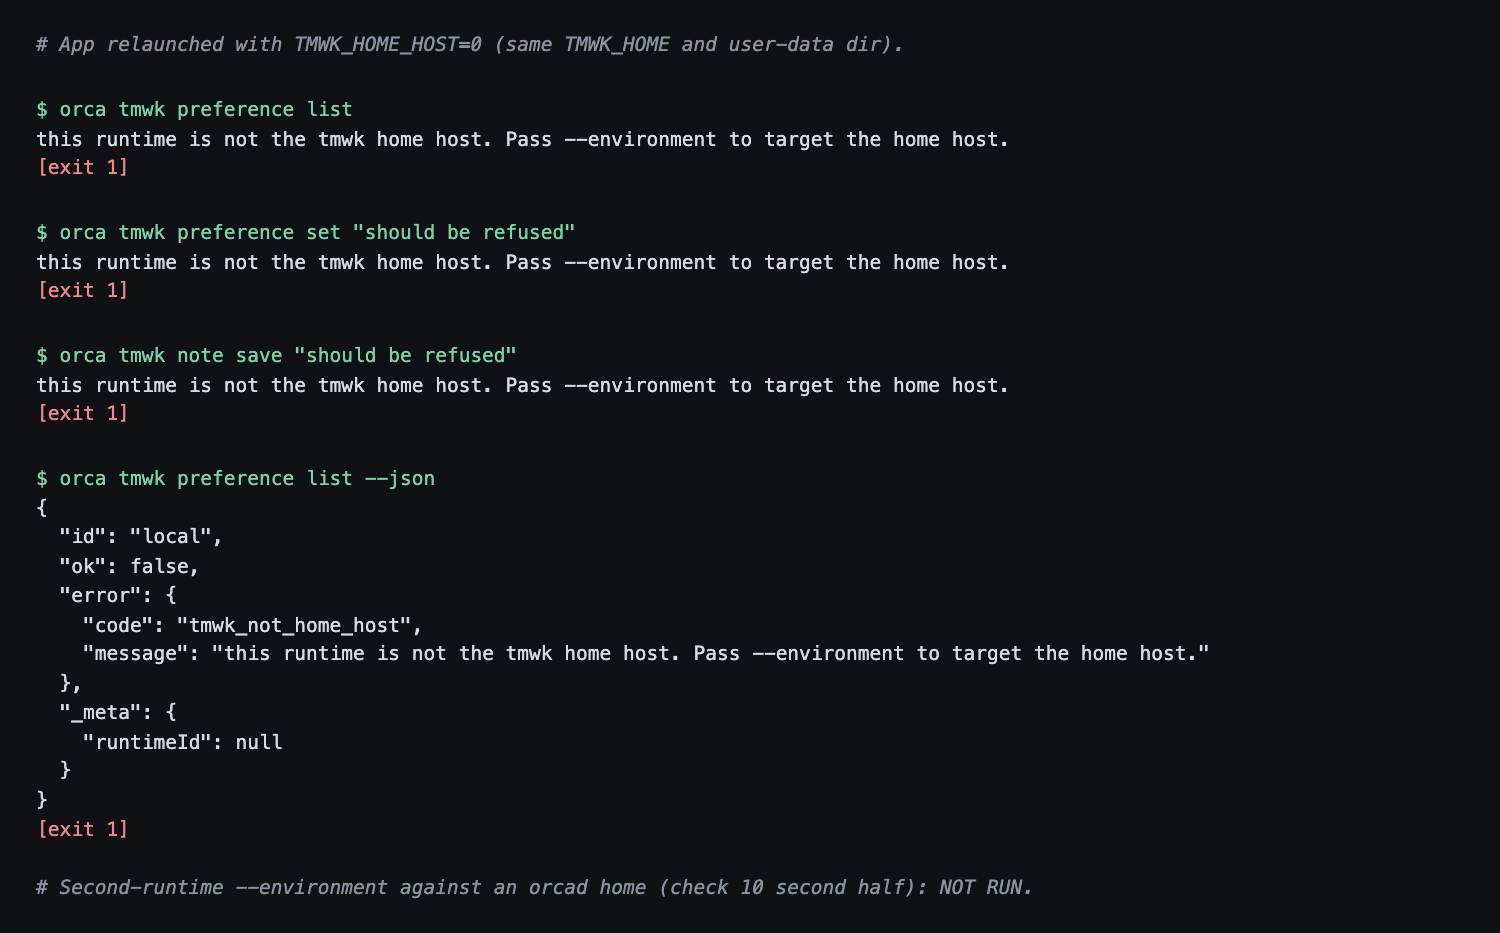 # App relaunched with TMWK_HOME_HOST=0 (same TMWK_HOME and user-data dir).
$ orca tmwk preference list
this runtime is not the tmwk home host. Pass --environment to target the home host.
[exit 1]
$ orca tmwk preference set "should be refused"
this runtime is not the tmwk home host. Pass --environment to target the home host.
[exit 1]
$ orca tmwk note save "should be refused"
this runtime is not the tmwk home host. Pass --environment to target the home host.
[exit 1]
$ orca tmwk preference list --json
{
  "id": "local",
  "ok": false,
  "error": {
    "code": "tmwk_not_home_host",
    "message": "this runtime is not the tmwk home host. Pass --environment to target the home host."
  },
  "_meta": {
    "runtimeId": null
  }
}
[exit 1]
# Second-runtime --environment against an orcad home (check 10 second half): NOT RUN.